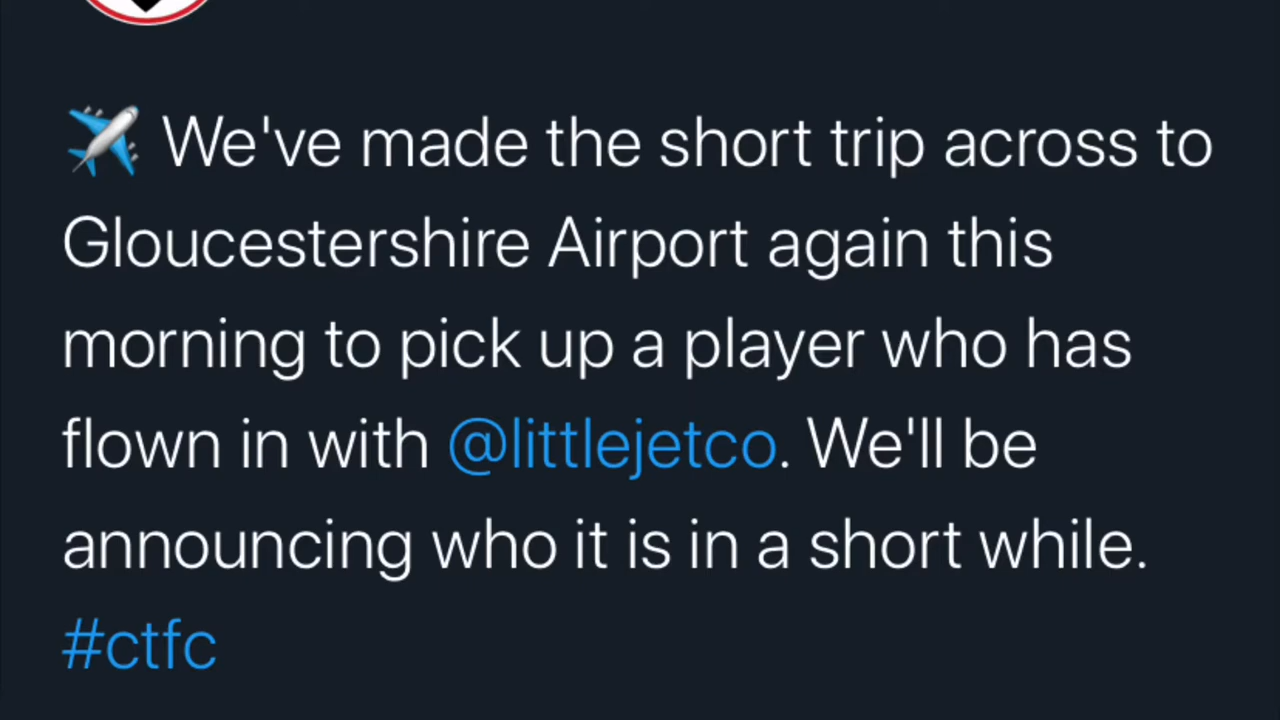 ✈️ We've made the short trip across to
Gloucestershire Airport again this
morning to pick up a player who has
flown in with @littlejetco. We'll be
announcing who it is in a short while.
#ctfc